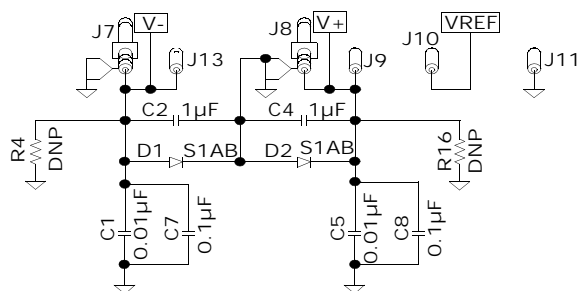 J7
V-
J13
J8
V+
J9
J10
VREF
J11
C2
1µF
C4
1µF
R4
DNP
D1
S1AB
D2
S1AB
R16
DNP
C1
0.01µF
C7
0.1µF
C5
0.01µF
C8
0.1µF